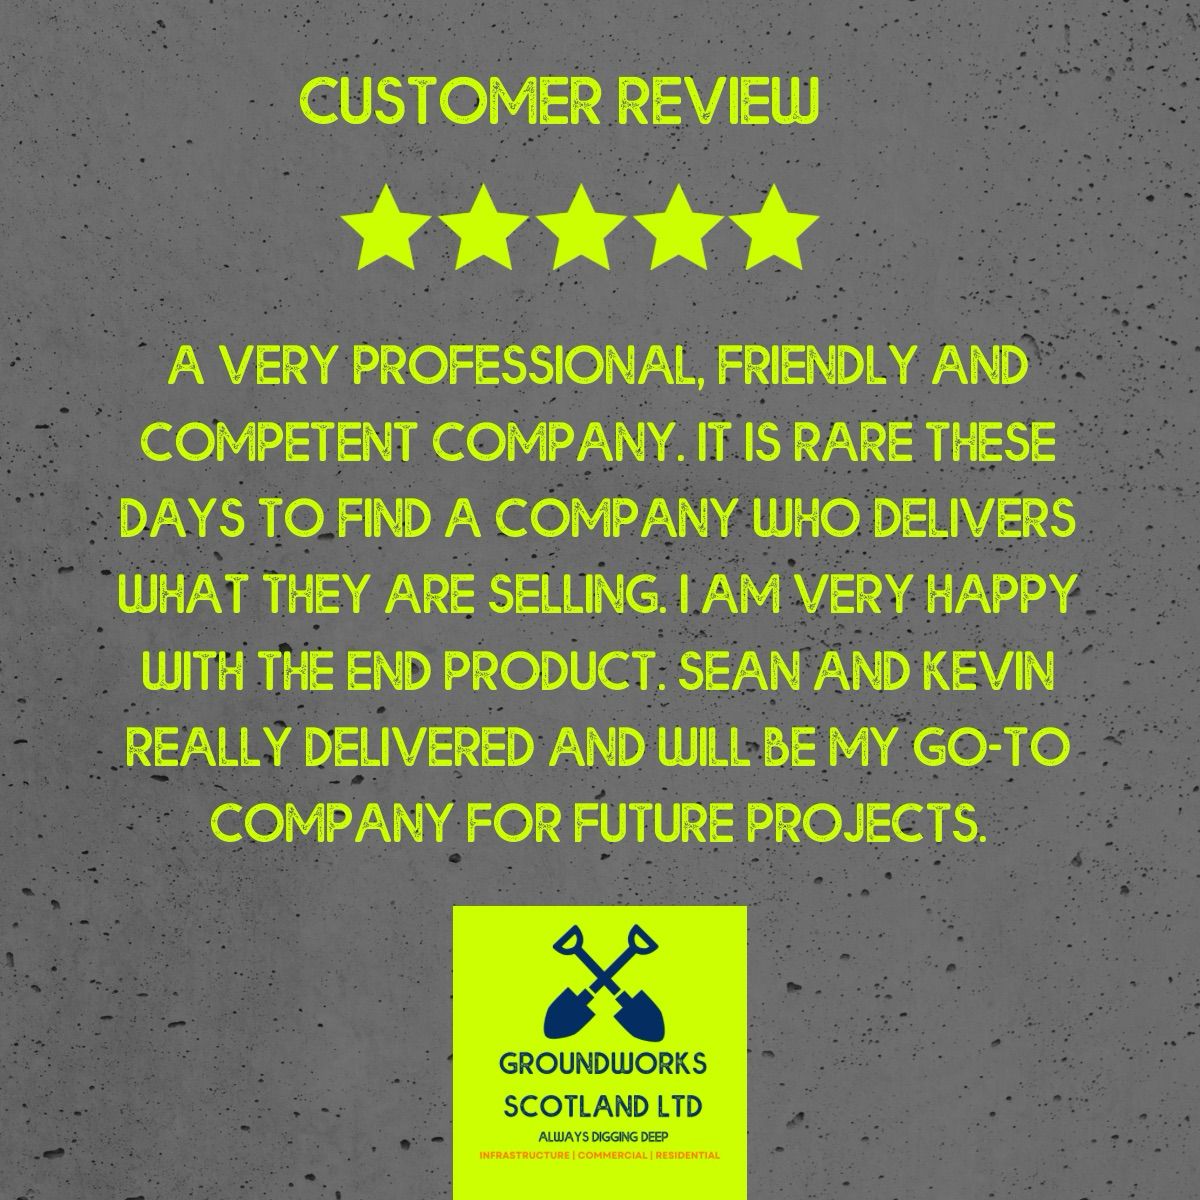 CUSTOMER REVIEW
A VERY PROFESSIONAL, FRIENDLY AND
COMPETENT COMPANY. IT IS RARE THESE
DAYS TO FIND A COMPANY WHO DELIVERS
WHAT THEY ARE SELLING. I AM VERY HAPPY
WITH THE END PRODUCT. SEAN AND KEVIN
REALLY DELIVERED AND WILL BE MY GO-TO
COMPANY FOR FUTURE PROJECTS.
GROUNDWORKS
SCOTLAND LTD
ALWAYS DIGGING DEEP
INFRASTRUCTURE | COMMERCIAL | RESIDENTIAL